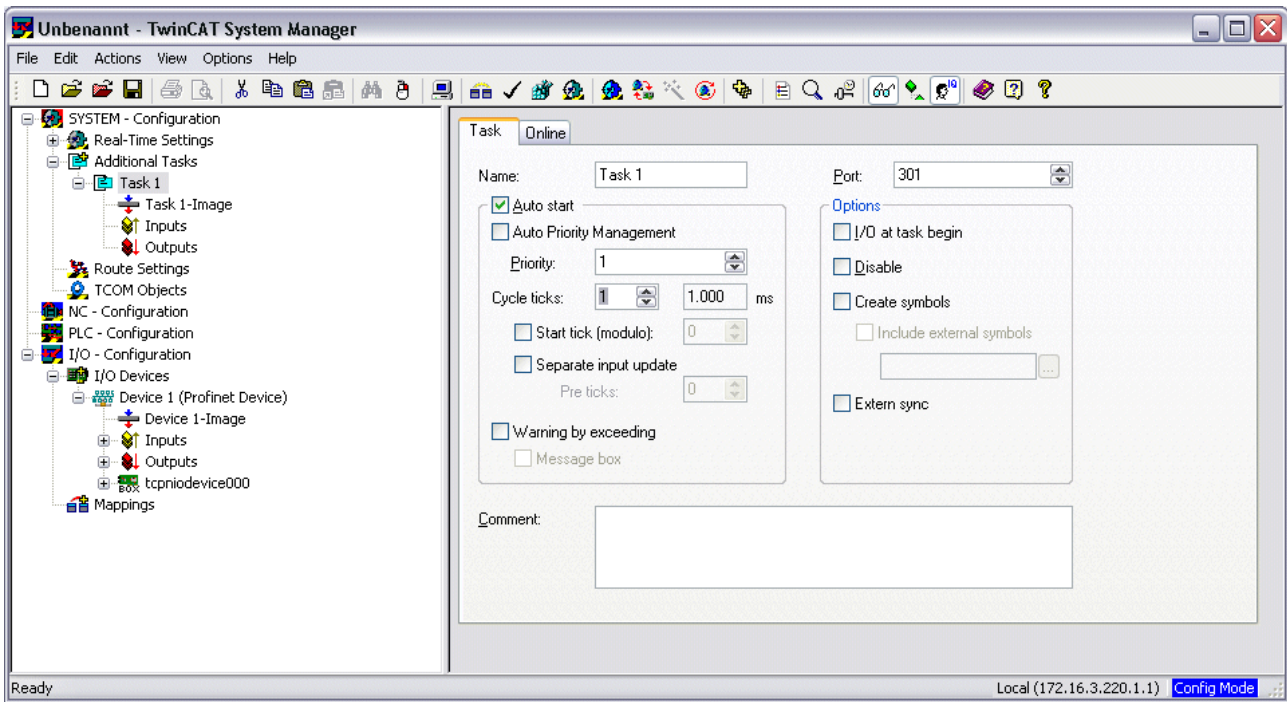 Unbenannt - TwinCAT System Manager
File Edit Actions View Options Help
SYSTEM - Configuration
Real-Time Settings
Additional Tasks
Task 1
Task 1-Image
Inputs
Outputs
Route Settings
TCOM Objects
NC - Configuration
PLC - Configuration
I/O - Configuration
I/O Devices
Device 1 (Profinet Device)
Device 1-Image
Inputs
Outputs
tcpniodevice000
Mappings
Task Online
Name: Task 1
Port: 301
Auto start
Auto Priority Management
Priority: 1
Cycle ticks: 1 1.000 ms
Start tick (modulo): 0
Separate input update
Pre ticks: 0
Warning by exceeding
Message box
Options
I/O at task begin
Disable
Create symbols
Include external symbols
...
Extern sync
Comment:
Ready
Local (172.16.3.220.1.1) Config Mode